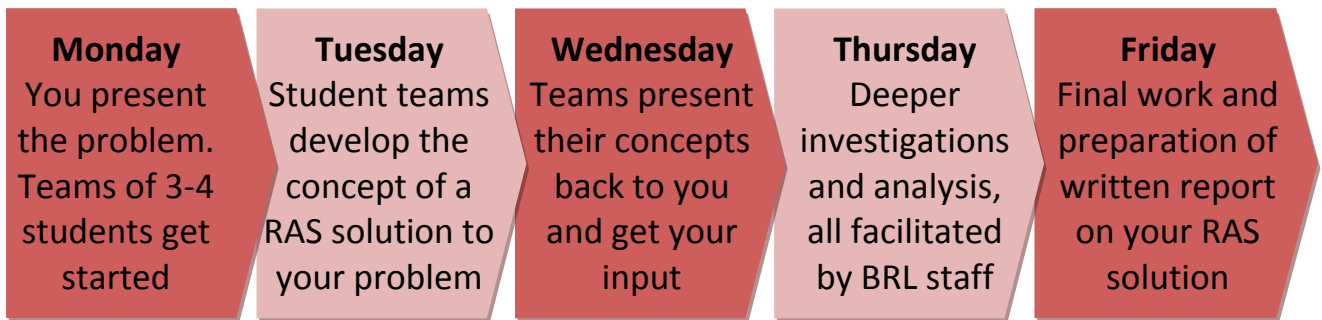 Monday
You present
the problem.
Teams of 3-4
students get
started
Tuesday
Student teams
develop the
concept of a
RAS solution to
your problem
Wednesday
Teams present
their concepts
back to you
and get your
input
Thursday
Deeper
investigations
and analysis,
all facilitated
by BRL staff
Friday
Final work and
preparation of
written report
on your RAS
solution